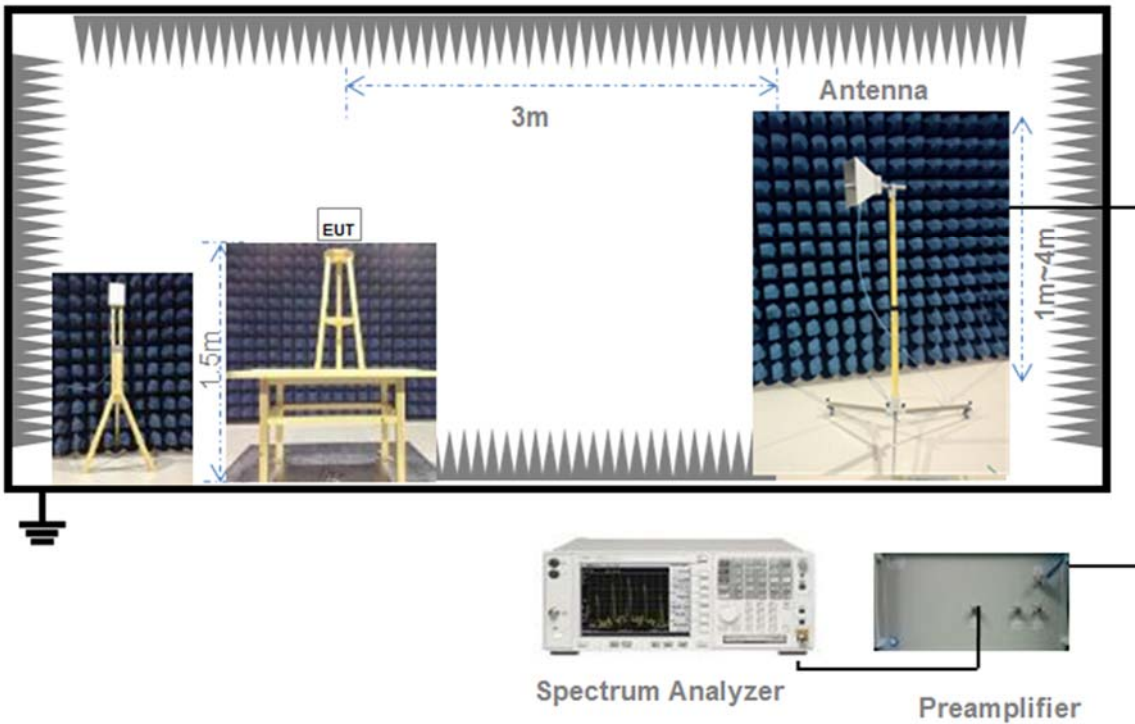 Antenna
3m
EUT
1.5m
1m~4m
Spectrum Analyzer
Preamplifier